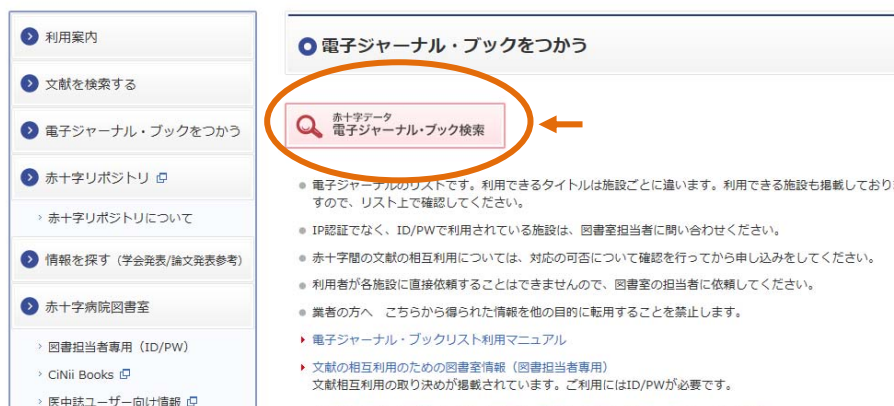 利用案内
文献を検索する
電子ジャーナル・ブックをつかう
赤十字リポジトリ
赤十字リポジトリについて
情報を探す（学会発表/論文発表参考）
赤十字病院図書室
図書担当者専用（ID/PW）
CiNii Books
医中誌ユーザー向け情報
電子ジャーナル・ブックをつかう
赤十字データ
電子ジャーナル・ブック検索
電子ジャーナルのリストです。利用できるタイトルは施設ごとに違います。利用できる施設も掲載しており
すので、リスト上で確認してください。
IP認証でなく、ID/PWで利用されている施設は、図書室担当者に問い合わせください。
赤十字間の文献の相互利用については、対応の可否について確認を行ってから申し込みをしてください。
利用者が各施設に直接依頼することはできませんので、図書室の担当者に依頼してください。
業者の方へ　こちらから得られた情報を他の目的に転用することを禁止します。
電子ジャーナル・ブックリスト利用マニュアル
文献の相互利用のための図書室情報（図書担当者専用）
文献相互利用の取り決めが掲載されています。ご利用にはID/PWが必要です。